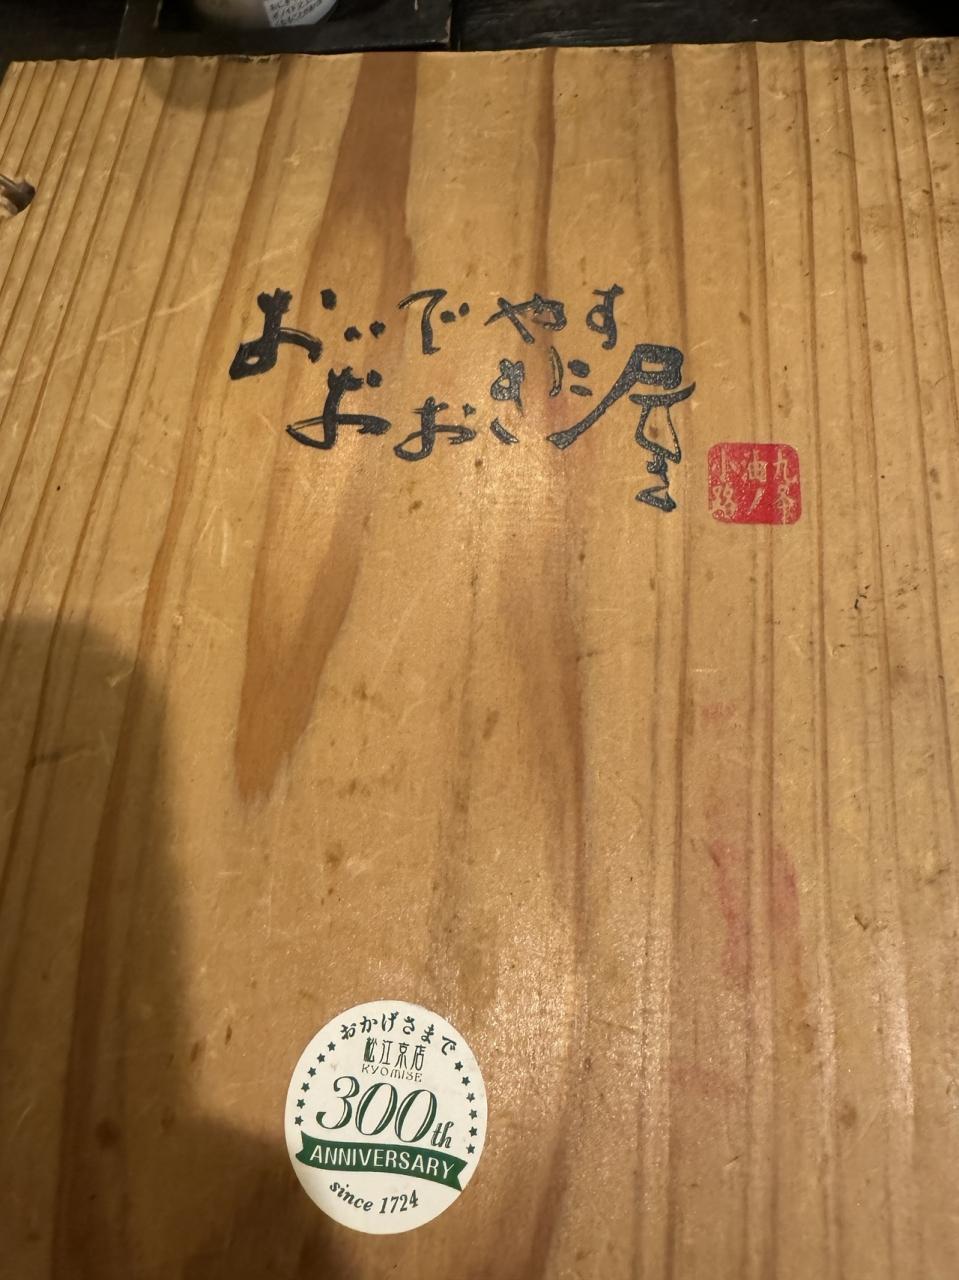 おいでやす
おおきに屋
九条
油ノ
小路
おかげさまで
松江京店
KYOMISE
300th
ANNIVERSARY
since 1724